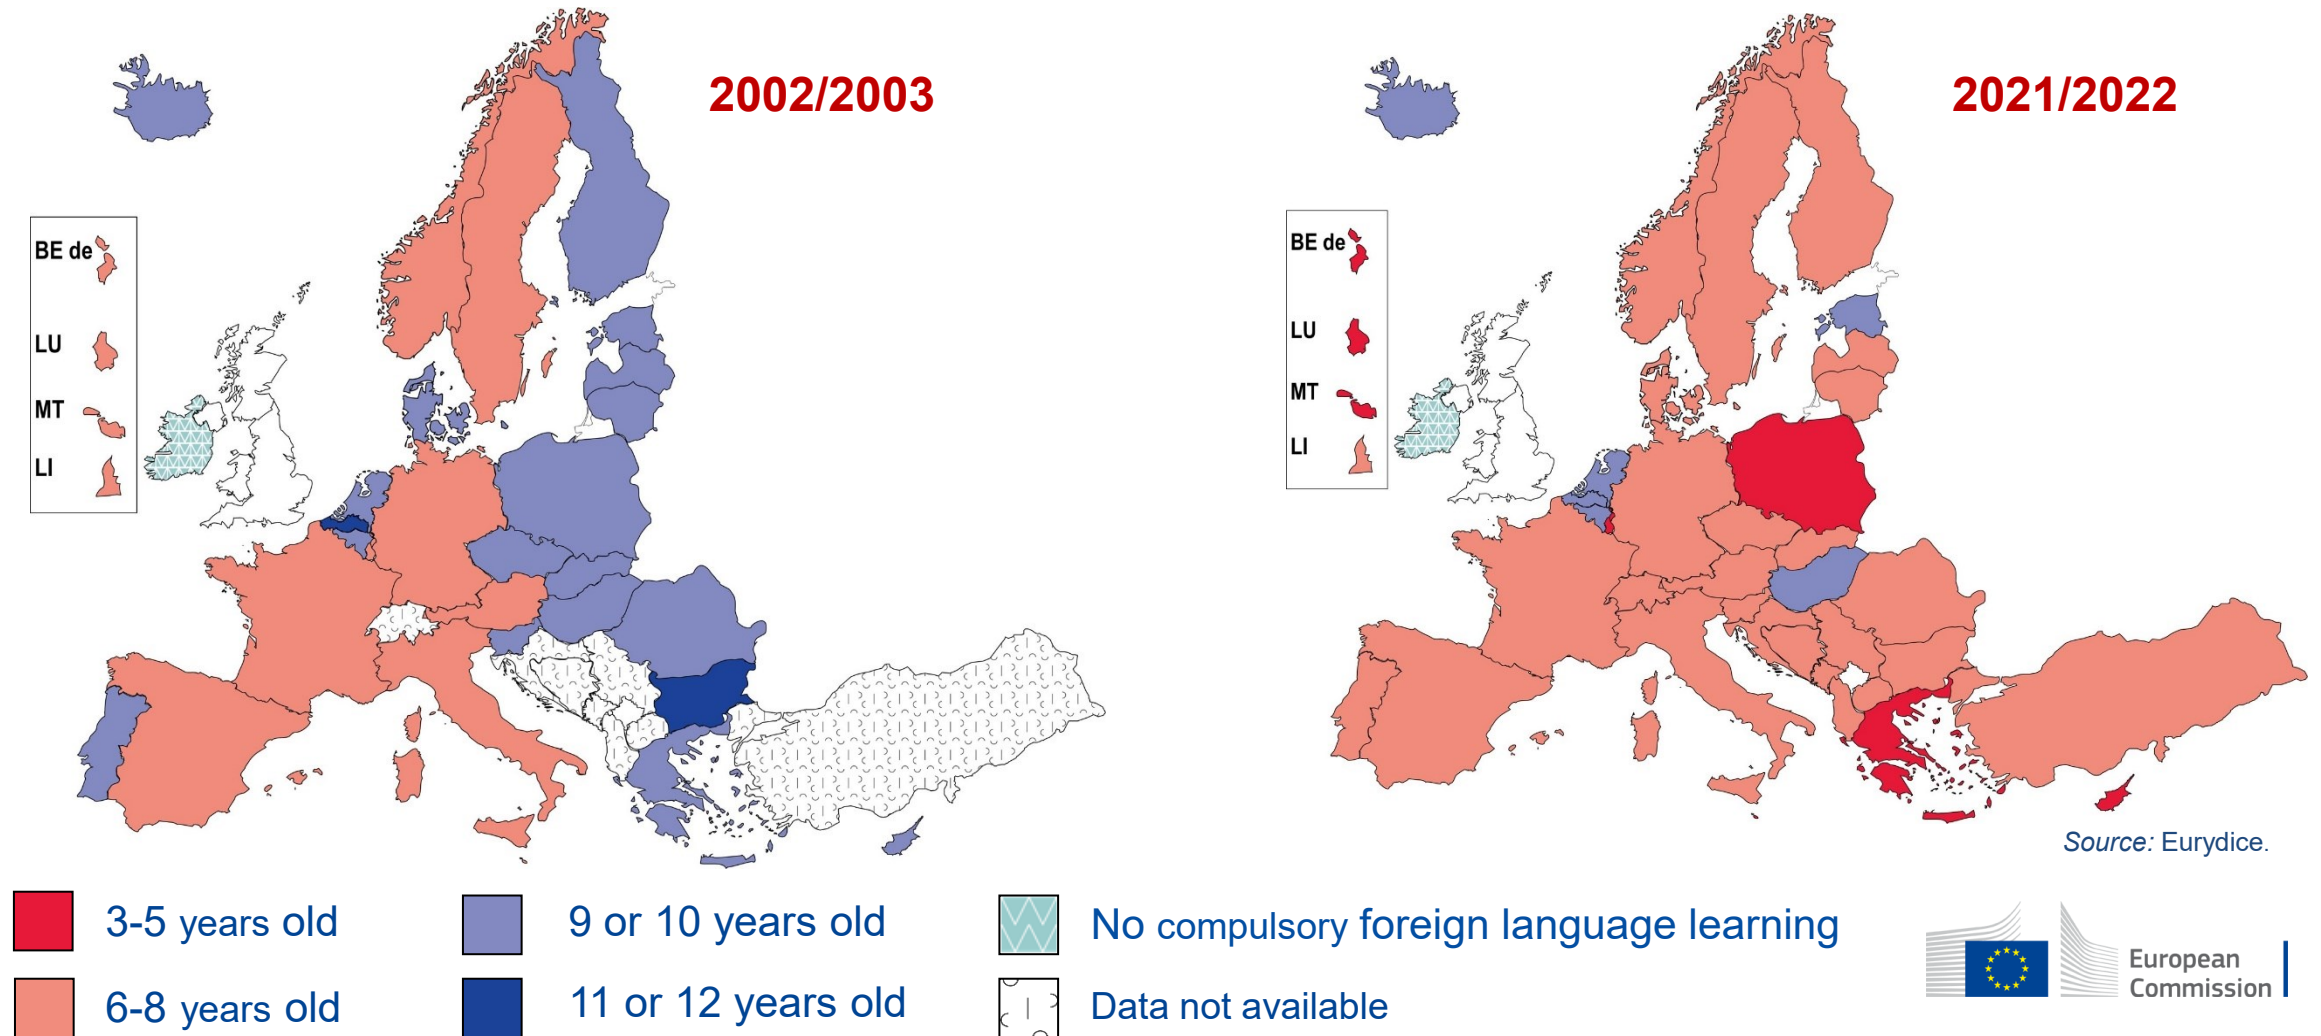 2002/2003
2021/2022
BE de
LU
MT
LI
BE de
LU
MT
LI
Source: Eurydice.
3-5 years old
9 or 10 years old
No compulsory foreign language learning
6-8 years old
11 or 12 years old
Data not available
European
Commission